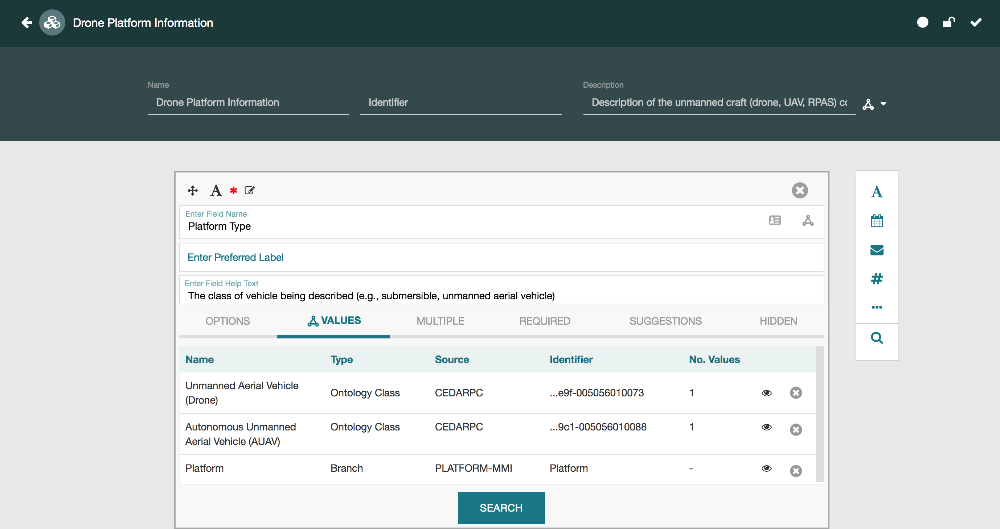 Drone Platform Information
Name
Description
Drone Platform Information
Identifier
Description of the unmanned craft (drone, UAV, RPAS)
A *
Enter Field Name
Platform Type
Enter Preferred Label
Enter Field Help Text
The class of vehicle being described (e.g., submersible, unmanned aerial vehicle)
OPTIONS VALUES MULTIPLE REQUIRED SUGGESTIONS HIDDEN
Name Type Source Identifier No. Values
Unmanned Aerial Vehicle
(Drone)
Ontology Class CEDARPC ...e9f-005056010073 1
Autonomous Unmanned
Aerial Vehicle (AUAV)
Ontology Class CEDARPC ...9c1-005056010088 1
Platform Branch PLATFORM-MMI Platform -
SEARCH
A
#
...